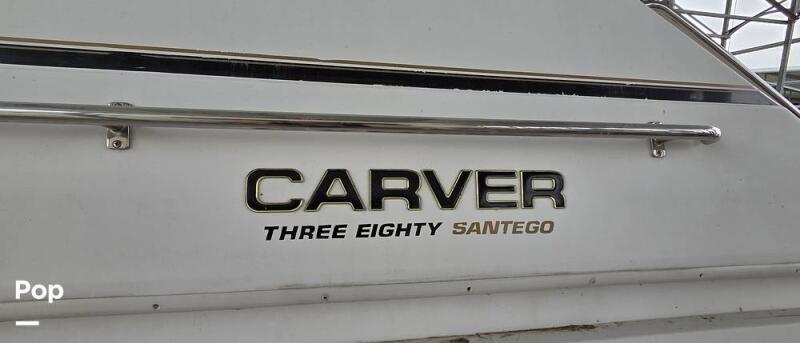 CARVER
THREE EIGHTY SANTEGO
Pop